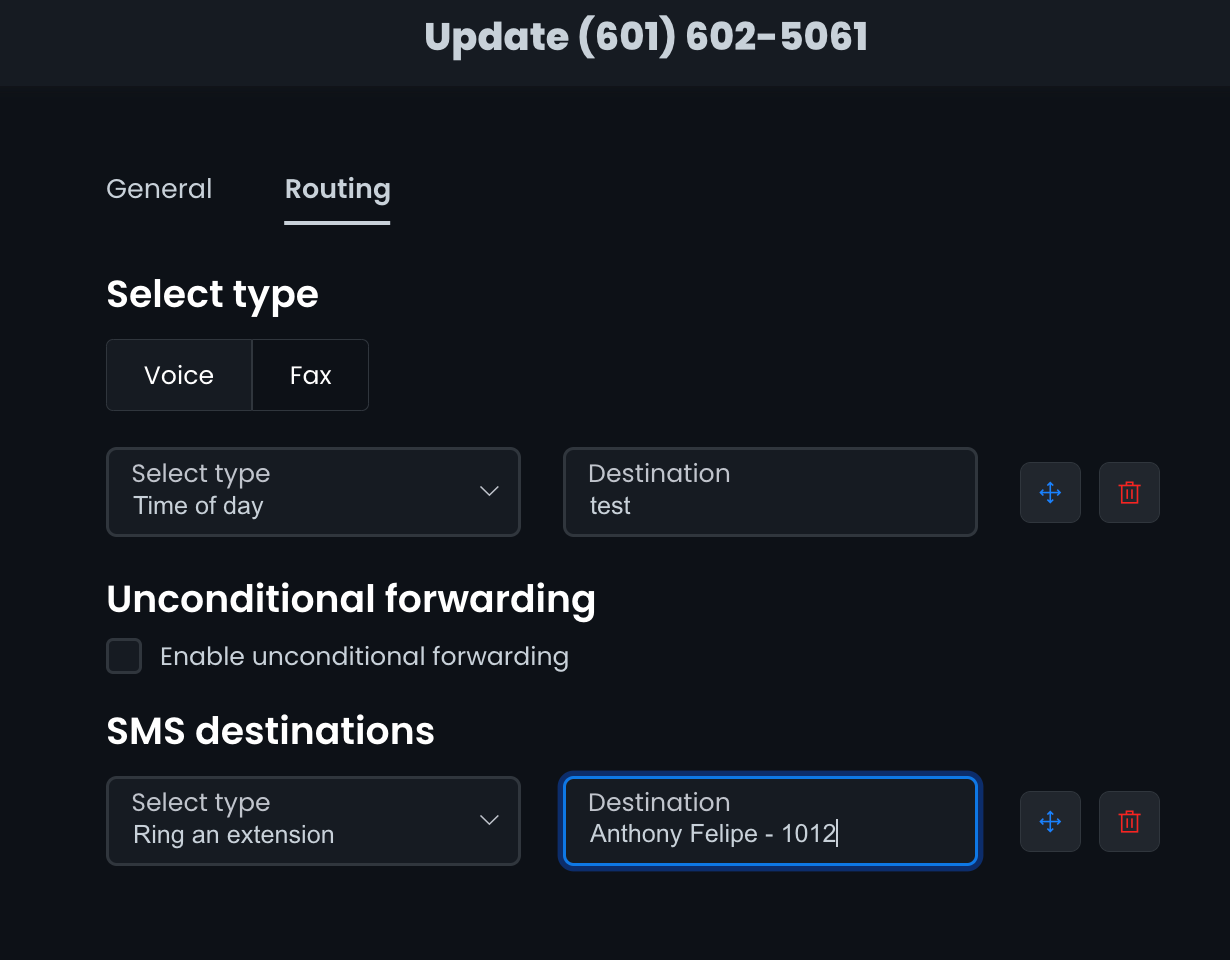 Update (601) 602-5061
General
Routing
Select type
Voice
Fax
Select type
Time of day
Destination
test
Unconditional forwarding
Enable unconditional forwarding
SMS destinations
Select type
Ring an extension
Destination
Anthony Felipe - 1012